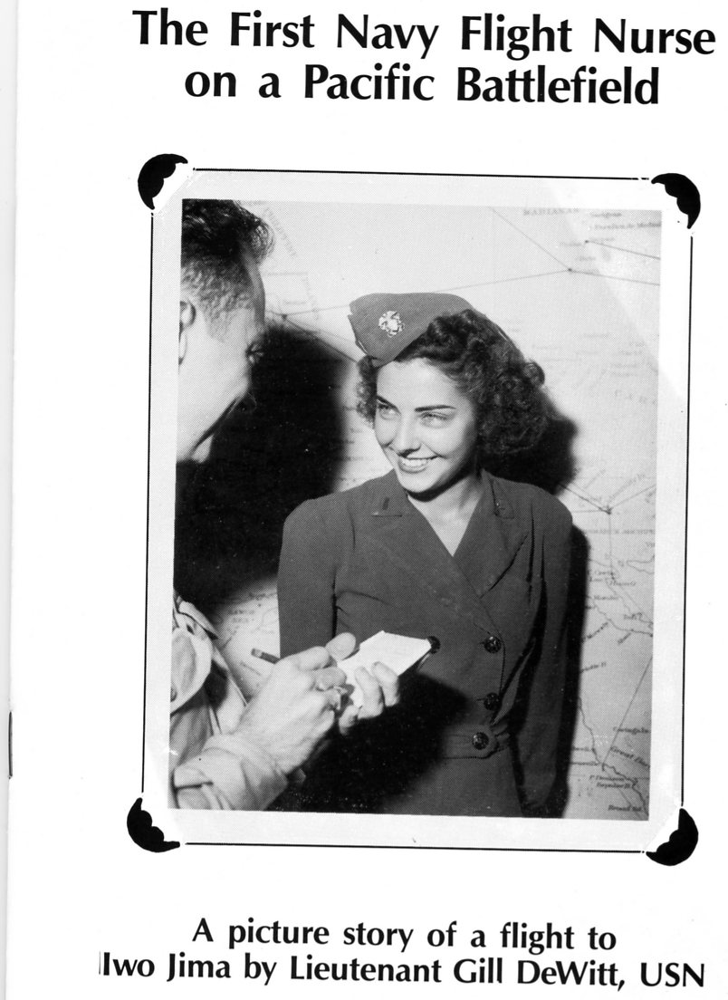 The First Navy Flight Nurse
on a Pacific Battlefield
MARIANAS
A picture story of a flight to
Iwo Jima by Lieutenant Gill DeWitt, USN